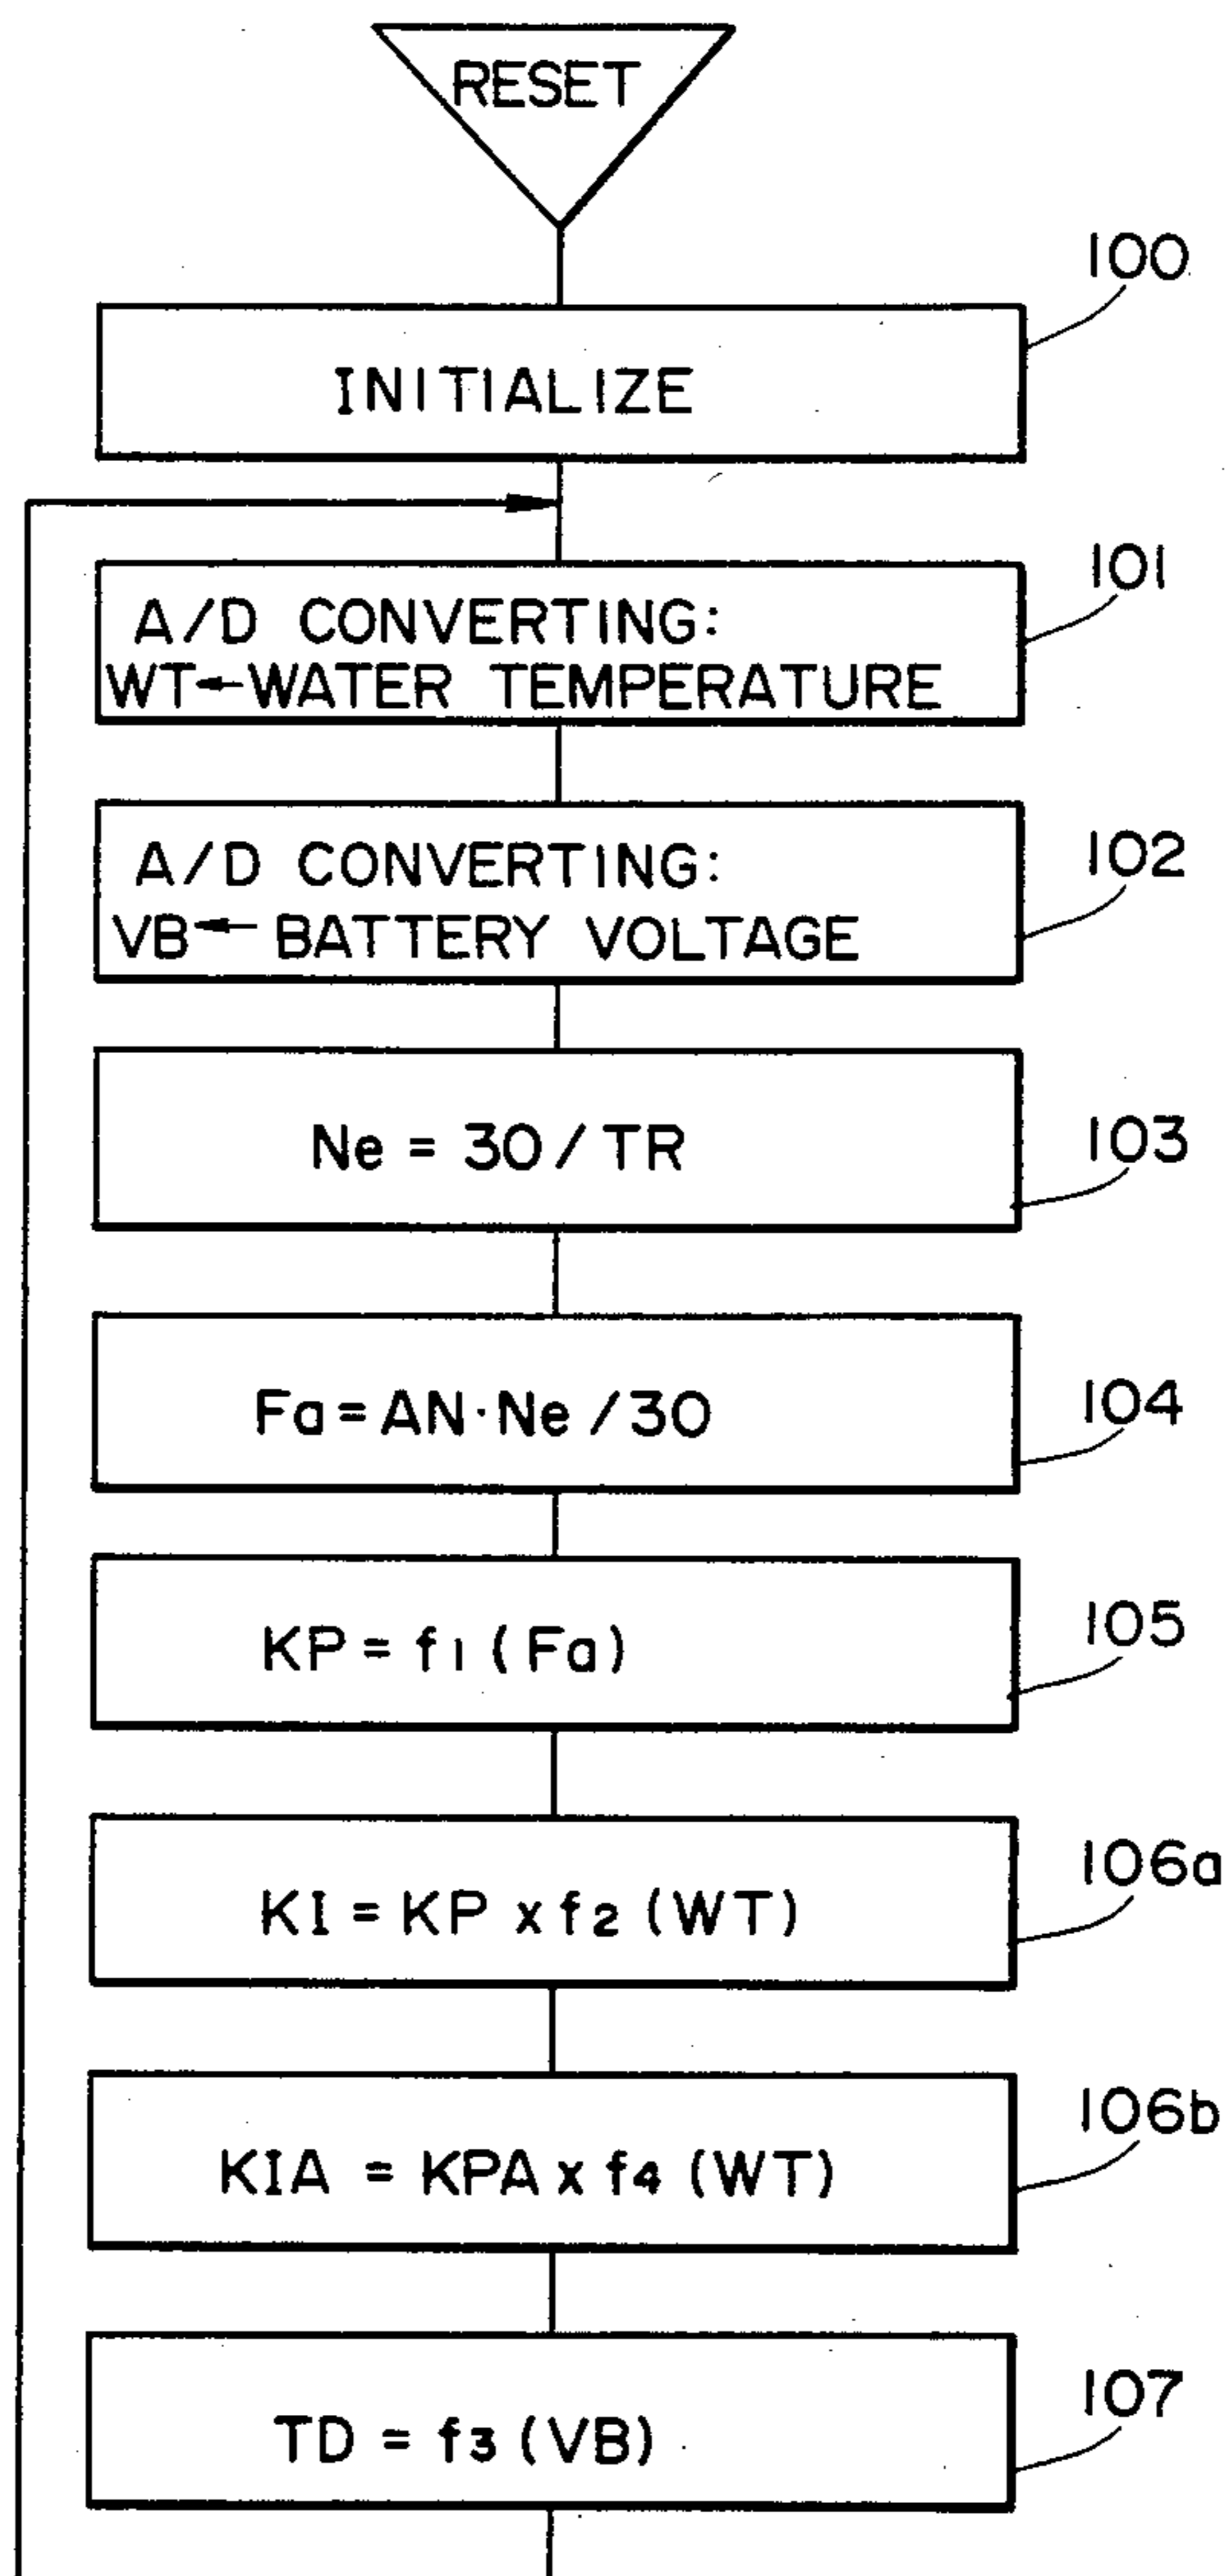 RESET
100
INITIALIZE
101
A/D CONVERTING:
WT←WATER TEMPERATURE
102
A/D CONVERTING:
VB← BATTERY VOLTAGE
103
Ne = 30/TR
104
Fa=AN·Ne/30
105
KP = f1 (Fa)
106a
KI = KP x f2 (WT)
106b
KIA = KPA x f4 (WT)
107
TD = f3 (VB)